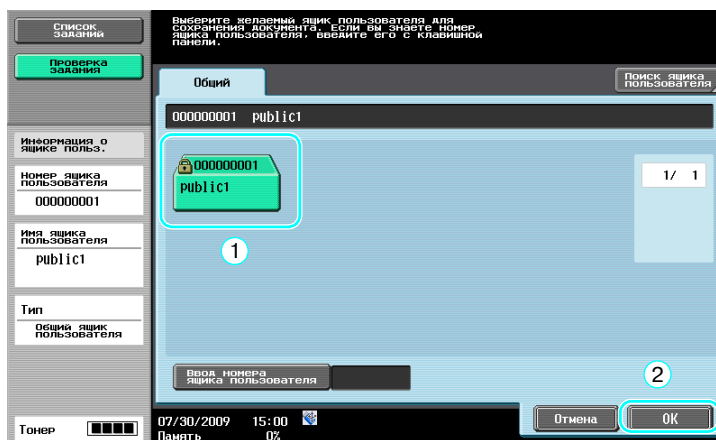 Список
заданий
Проверка
задания
Информация о
ящике польз.
Номер ящика
пользователя
000000001
Имя ящика
пользователя
public1
Тип
Общий ящик
пользователя
Тонер
Выберите желаемый ящик пользователя для
сохранения документа. Если вы знаете номер
ящика пользователя, введите его с клавишной
панели.
Общий
Поиск ящика
пользователя
000000001 public1
000000001
public1
1/ 1
1
Ввод номера
ящика пользователя
2
Отмена
OK
07/30/2009 15:00
Память 0%